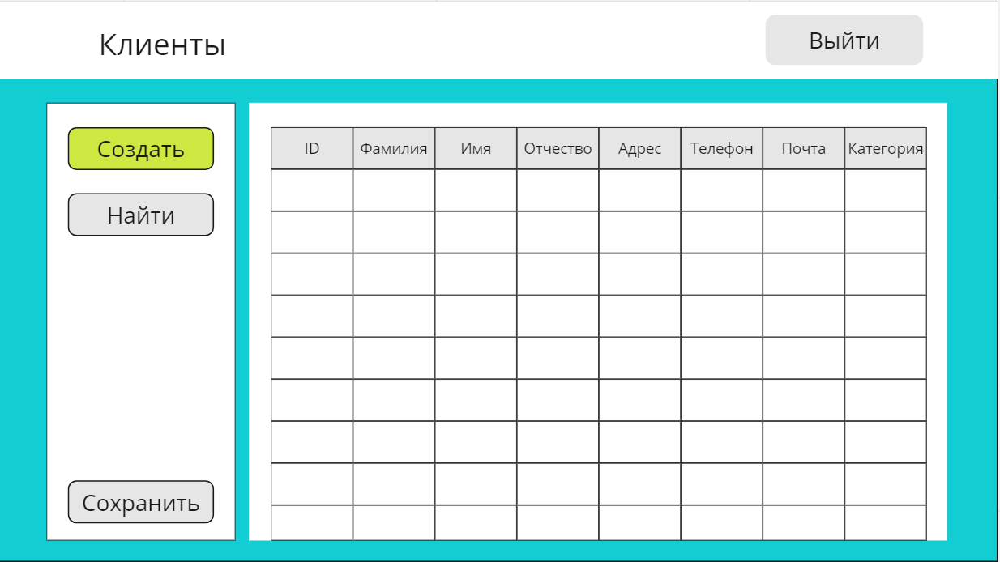 Клиенты
Выйти
Создать
Найти
Сохранить
ID Фамилия Имя Отчество Адрес Телефон Почта Категория